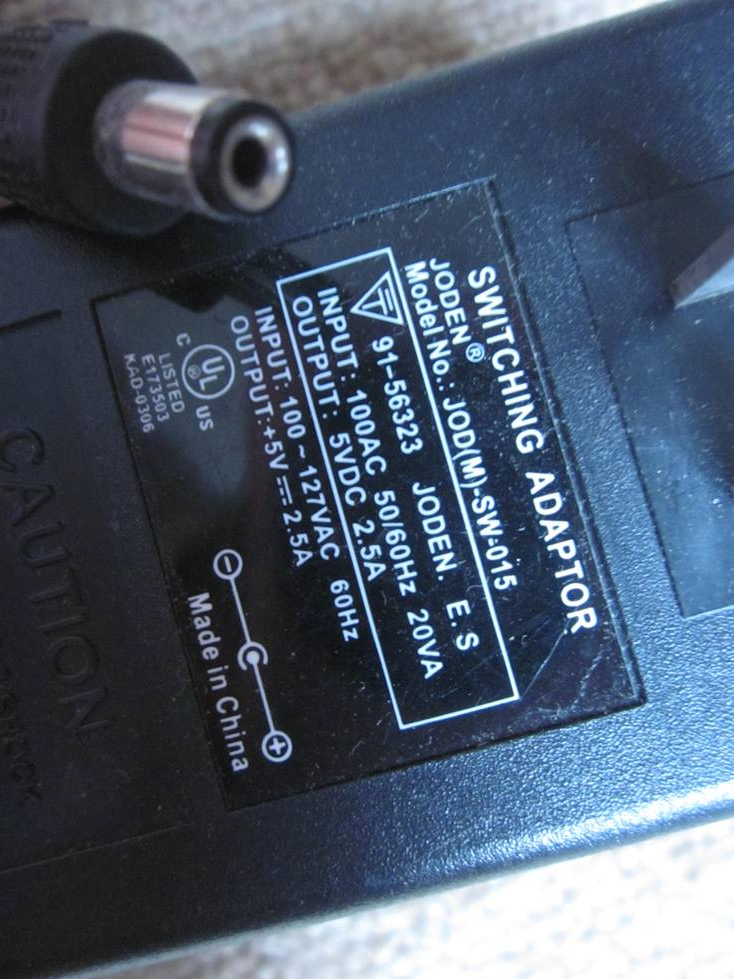 SWITCHING ADAPTOR
JODEN®
Model No.: JOD(M)-SW-015
91-56323 JODEN. E. S
INPUT: 100AC 50/60Hz 20VA
OUTPUT: 5VDC 2.5A
INPUT: 100~127VAC 60Hz
OUTPUT:+5V ⎓ 2.5A
C UL® US
LISTED
E173503
KAD-0306
Made in China
CAUTION